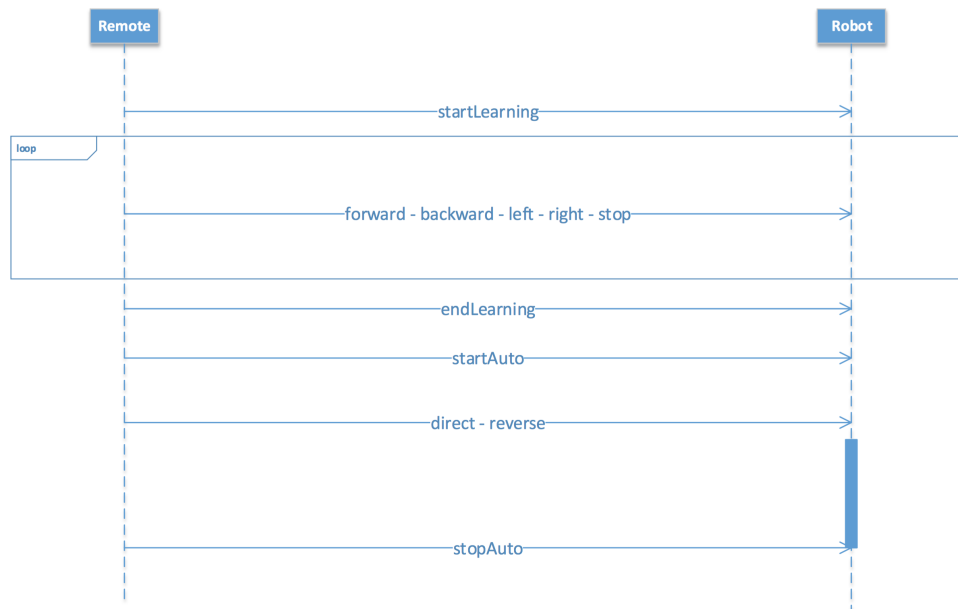 Remote
Robot
startLearning
loop
forward - backward - left - right - stop
endLearning
startAuto
direct - reverse
stopAuto